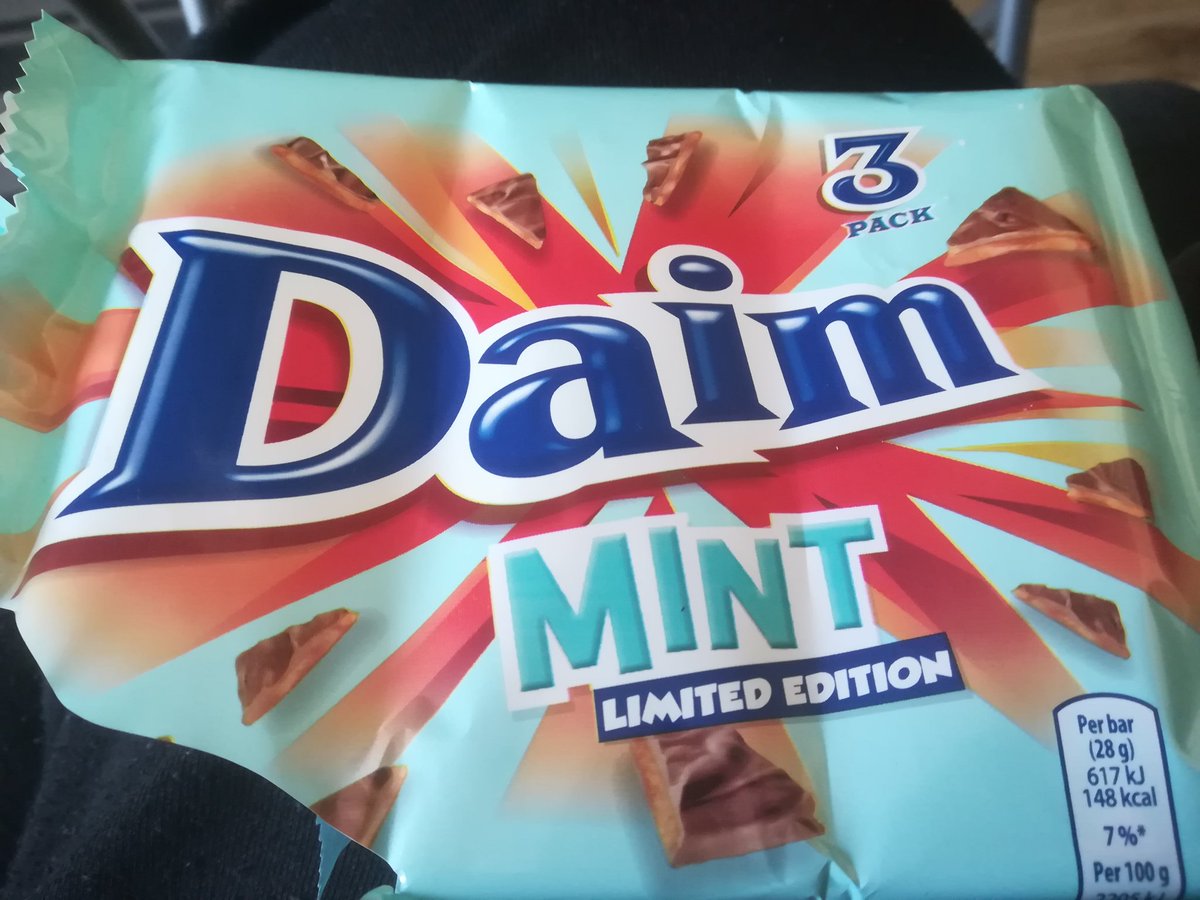 3
PACK
Daim
MINT
LIMITED EDITION
Per bar
(28 g)
617 kJ
148 kcal
7%*
Per 100 g